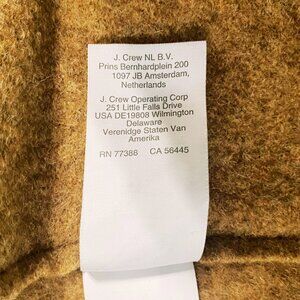 J. Crew NL B.V.
Prins Bernhardplein 200
1097 JB Amsterdam,
Netherlands
J. Crew Operating Corp
251 Little Falls Drive
USA DE19808 Wilmington
Delaware
Verenidge Staten Van
Amerika
RN 77388 CA 56445